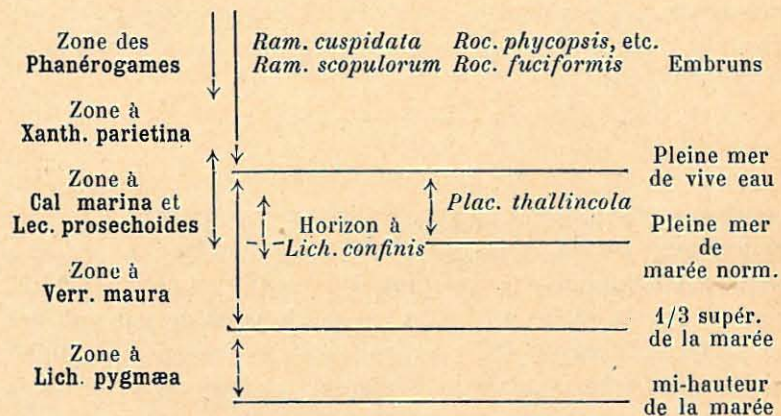 Zone des
Phanérogames
Ram. cuspidata Roc. phycopsis, etc.
Ram. scopulorum Roc. fuciformis Embruns
Zone à
Xanth. parietina
Zone à
Cal marina et
Lec. prosechoides
Pleine mer
de vive eau
Plac. thallincola
Horizon à
Lich. confinis
Pleine mer
de
marée norm.
Zone à
Verr. maura
1/3 supér.
de la marée
Zone à
Lich. pygmæa
mi-hauteur
de la marée